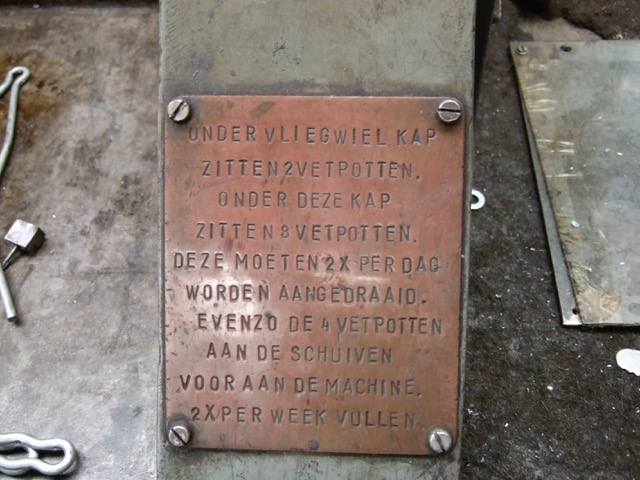 ONDER VLIEGWIEL KAP
ZITTEN 2 VETPOTTEN.
ONDER DEZE KAP
ZITTEN 8 VETPOTTEN.
DEZE MOETEN 2X PER DAG
WORDEN AANGEDRAAID.
EVENZO DE 4 VETPOTTEN
AAN DE SCHUIVEN
VOOR AAN DE MACHINE.
2X PER WEEK VULLEN.